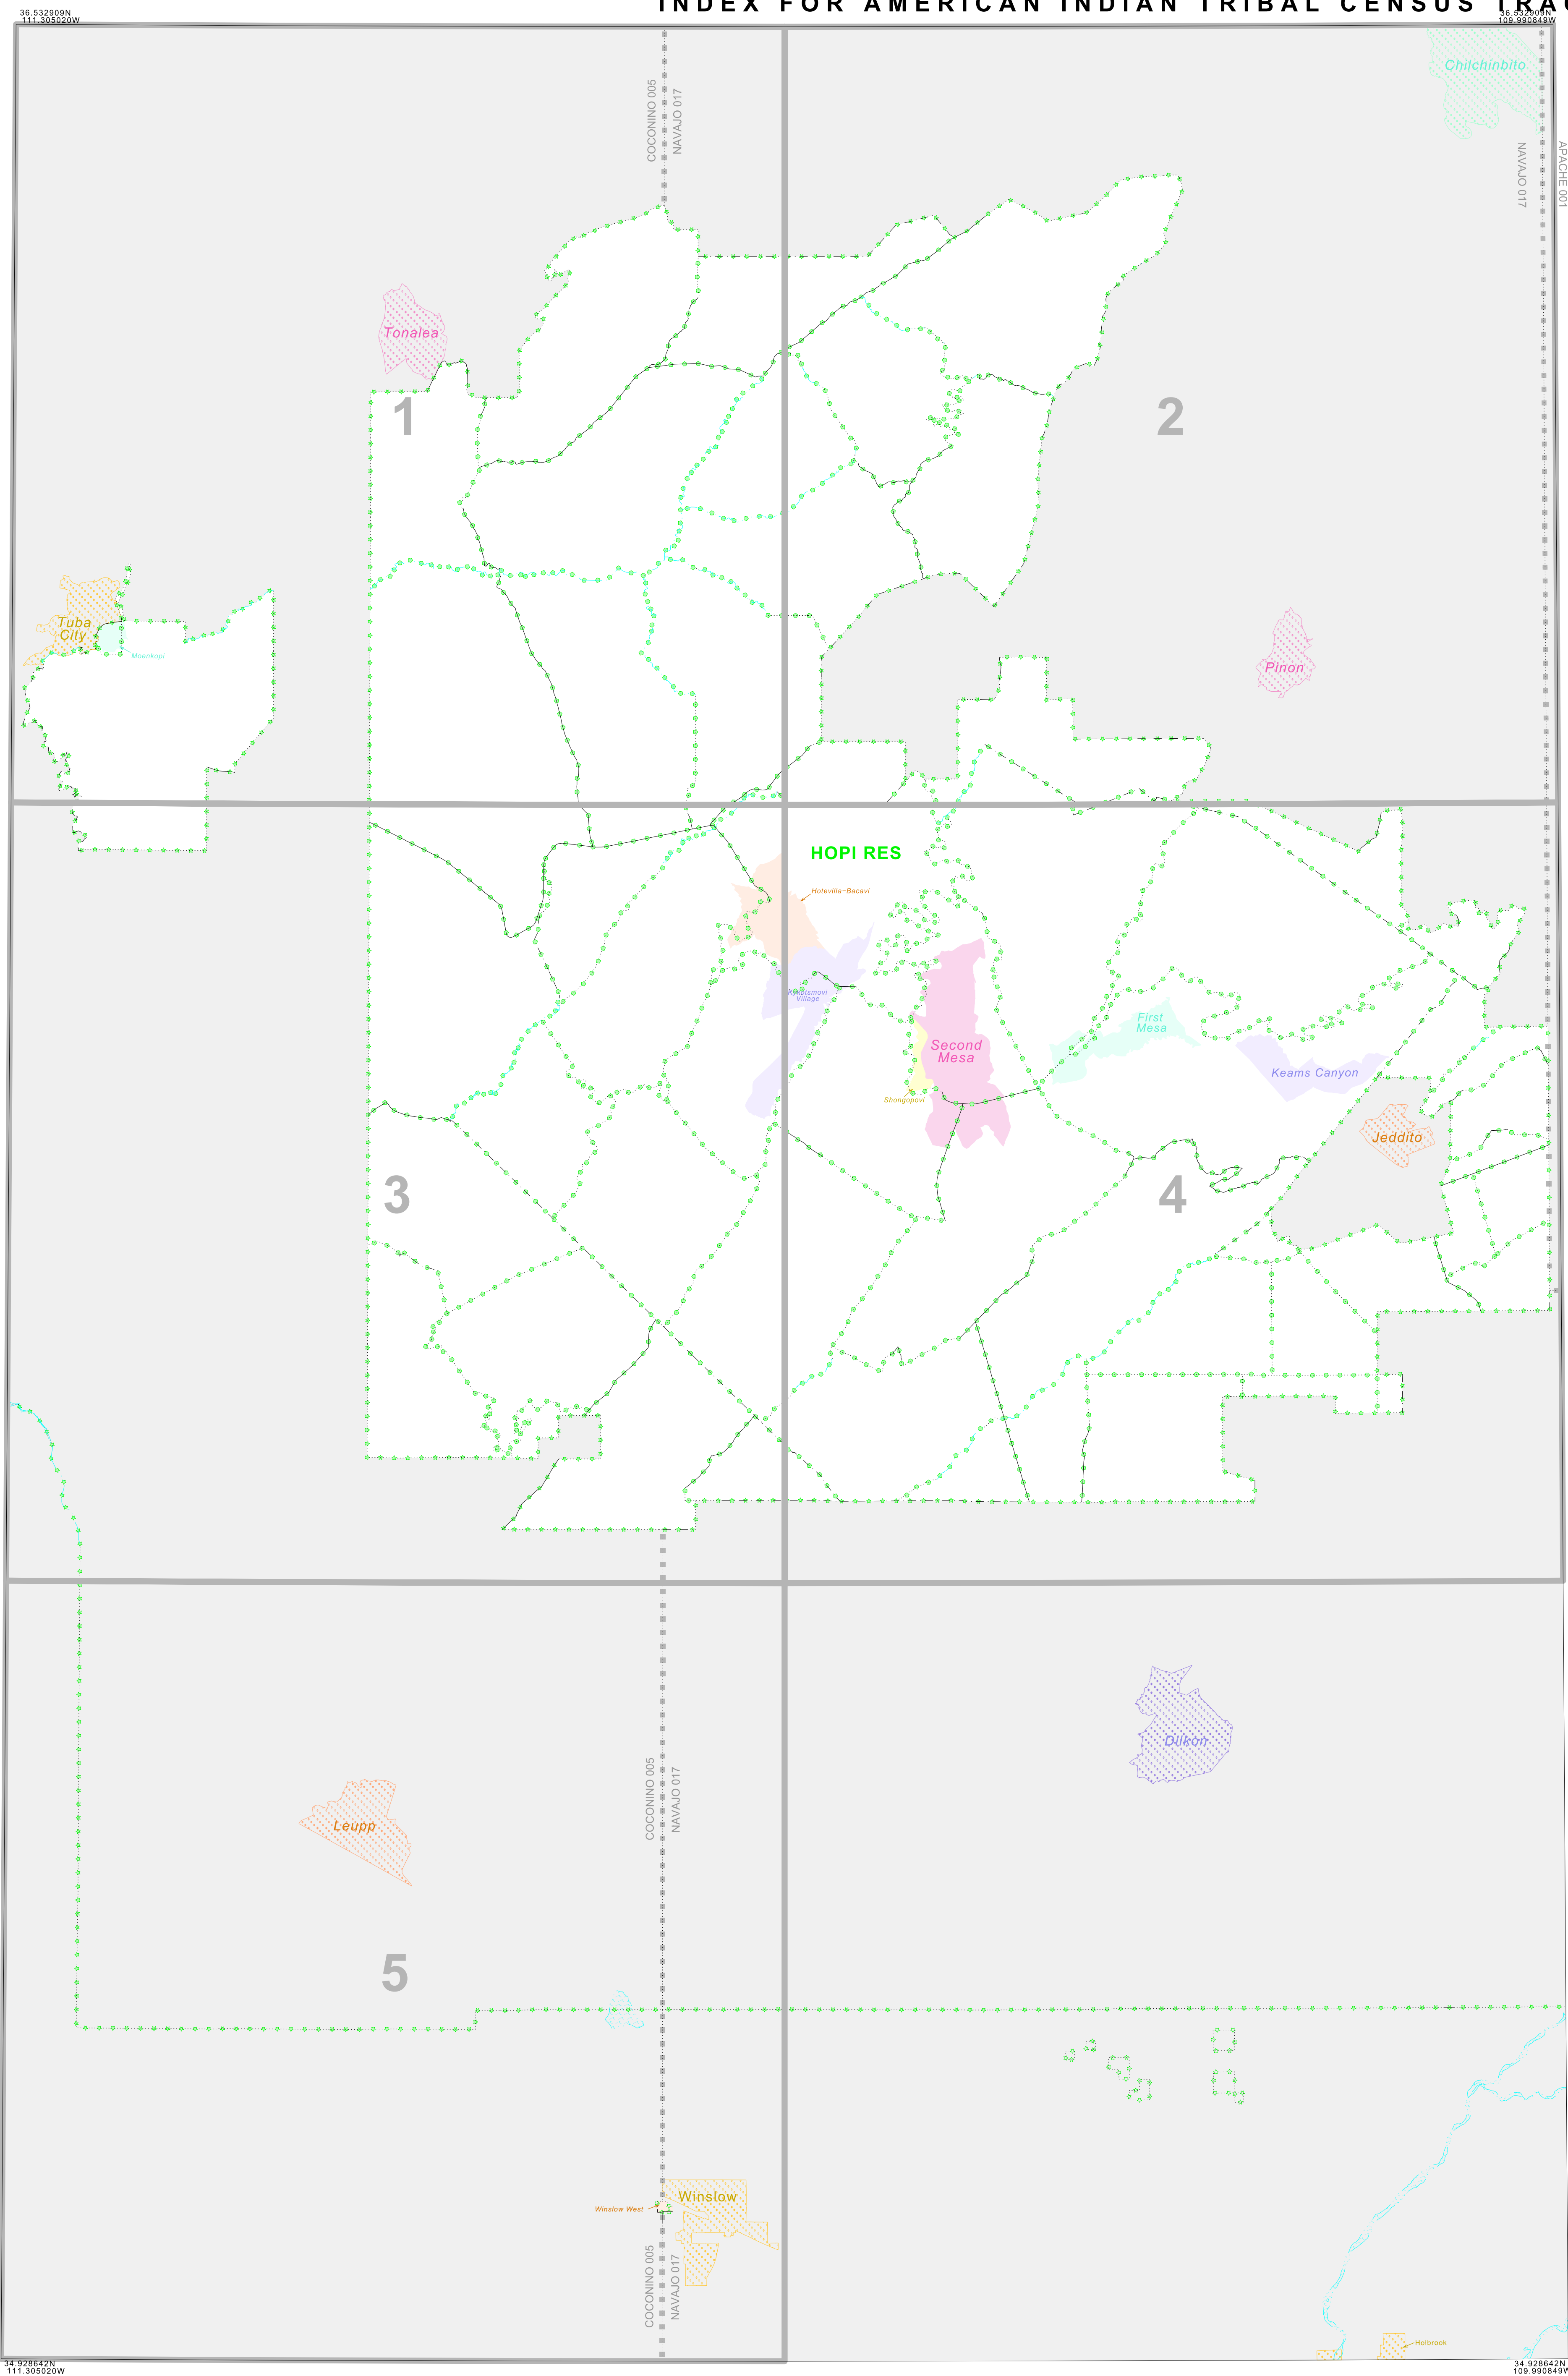 INDEX FOR AMERICAN INDIAN TRIBAL CENSUS
36.532909N
111.305020W
36.532909N
109.990849W
Chilchinbito
COCONINO 005
NAVAJO 017
NAVAJO 017
APACHE 001
Tonalea
1
2
Tuba
City
Moenkopi
Pinon
HOPI RES
Hotevilla-Bacavi
Kykotsmovi
Village
First
Mesa
Second
Mesa
Keams Canyon
Shongopovi
Jeddito
3
4
Dilkon
COCONINO 005
NAVAJO 017
Leupp
5
Winslow
Winslow West
COCONINO 005
NAVAJO 017
Holbrook
34.928642N
111.305020W
34.928642N
109.990849W